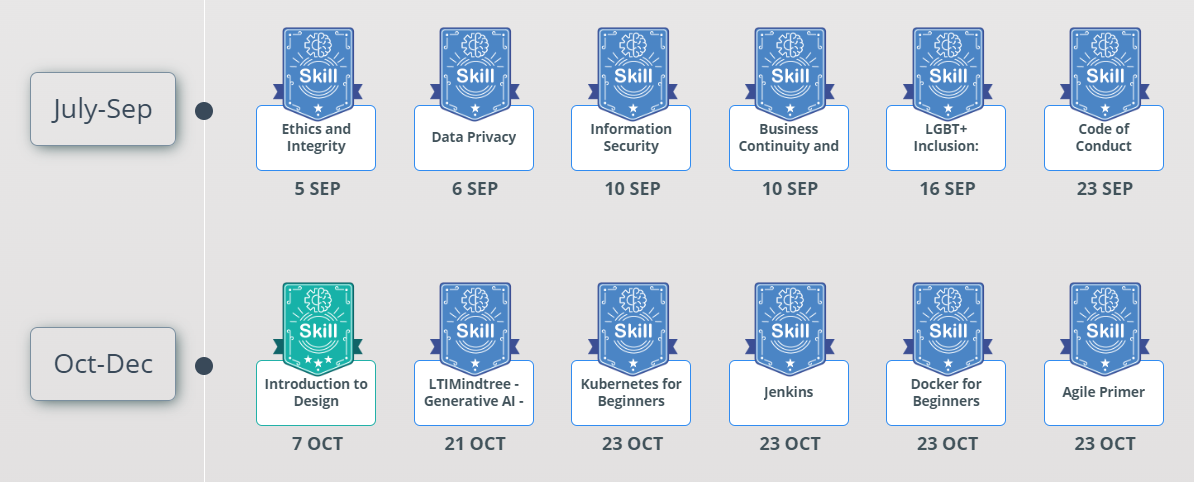 July-Sep
Skill
Skill
Skill
Skill
Skill
Skill
Ethics and
Integrity
Data Privacy
Information
Security
Business
Continuity and
LGBT+
Inclusion:
Code of
Conduct
5 SEP
6 SEP
10 SEP
10 SEP
16 SEP
23 SEP
Oct-Dec
Skill
Skill
Skill
Skill
Skill
Skill
Introduction to
Design
LTIMindtree -
Generative AI -
Kubernetes for
Beginners
Jenkins
Docker for
Beginners
Agile Primer
7 OCT
21 OCT
23 OCT
23 OCT
23 OCT
23 OCT